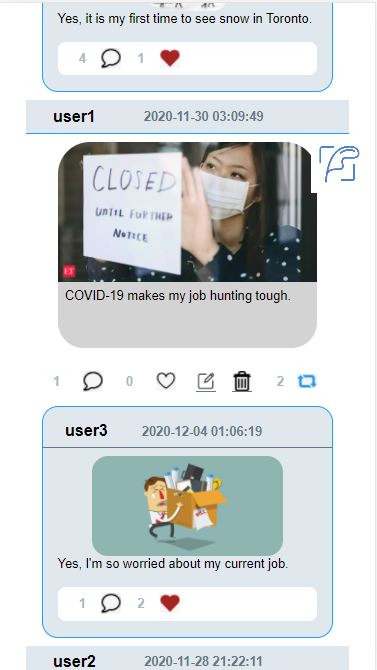 Yes, it is my first time to see snow in Toronto.
4 1
user1 2020-11-30 03:09:49
CLOSED
UNTIL FURTHER
NOTICE
ET
COVID-19 makes my job hunting tough.
1 0 2
user3 2020-12-04 01:06:19
Yes, I'm so worried about my current job.
1 2
user2 2020-11-28 21:22:11